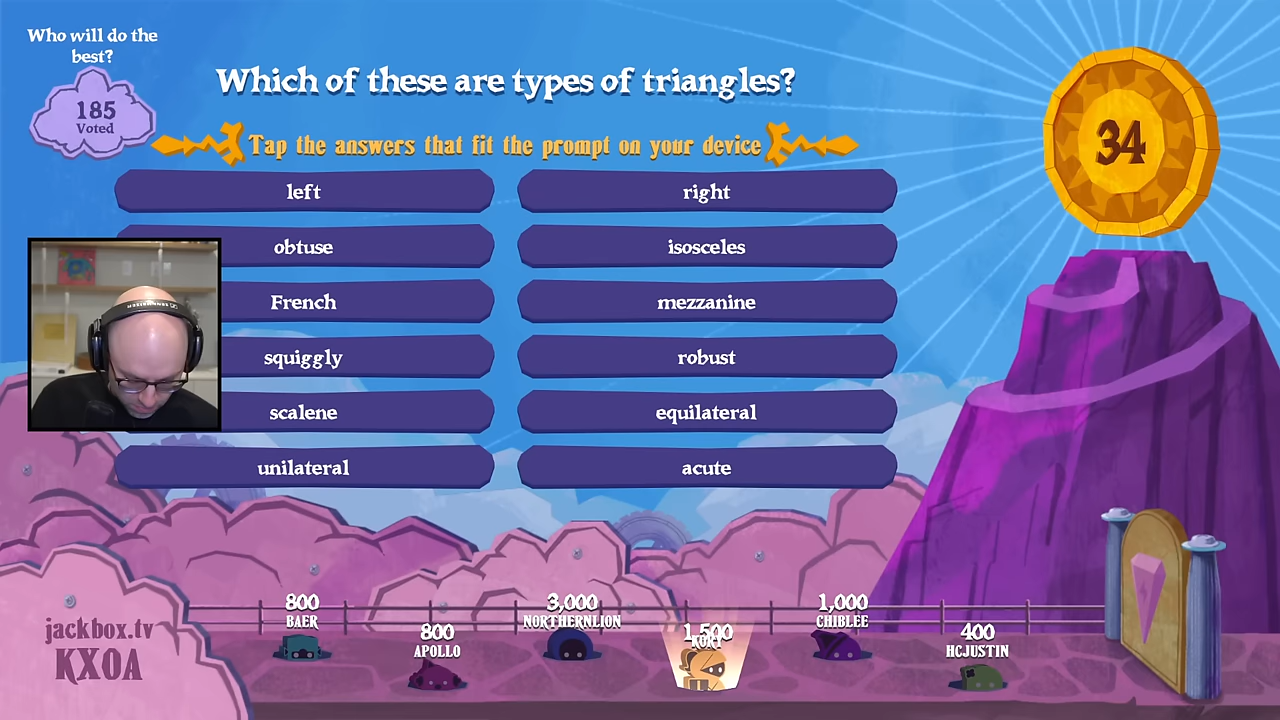 Who will do the
best?
185
Voted
Which of these are types of triangles?
Tap the answers that fit the prompt on your device
34
left
right
obtuse
isosceles
French
mezzanine
squiggly
robust
scalene
equilateral
unilateral
acute
800
BAER
800
APOLLO
3,000
NORTHERNLION
1,500
1,000
CHIBLEE
400
HCJUSTIN
jackbox.tv
KXOA